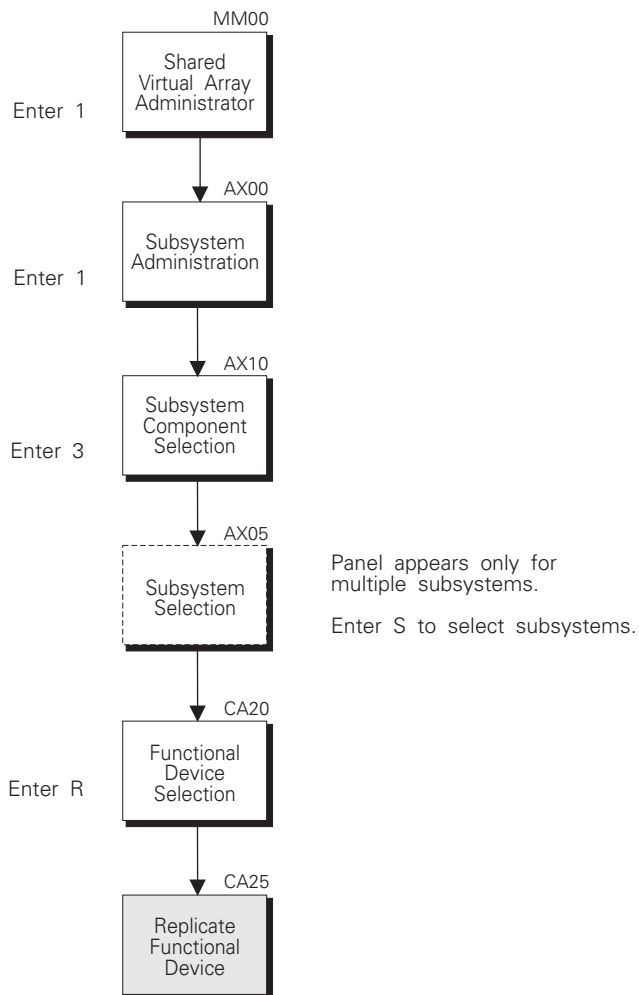 MM00
Shared
Virtual Array
Administrator
Enter 1
AX00
Subsystem
Administration
Enter 1
AX10
Subsystem
Component
Selection
Enter 3
AX05
Subsystem
Selection
Panel appears only for
multiple subsystems.
Enter S to select subsystems.
CA20
Functional
Device
Selection
Enter R
CA25
Replicate
Functional
Device